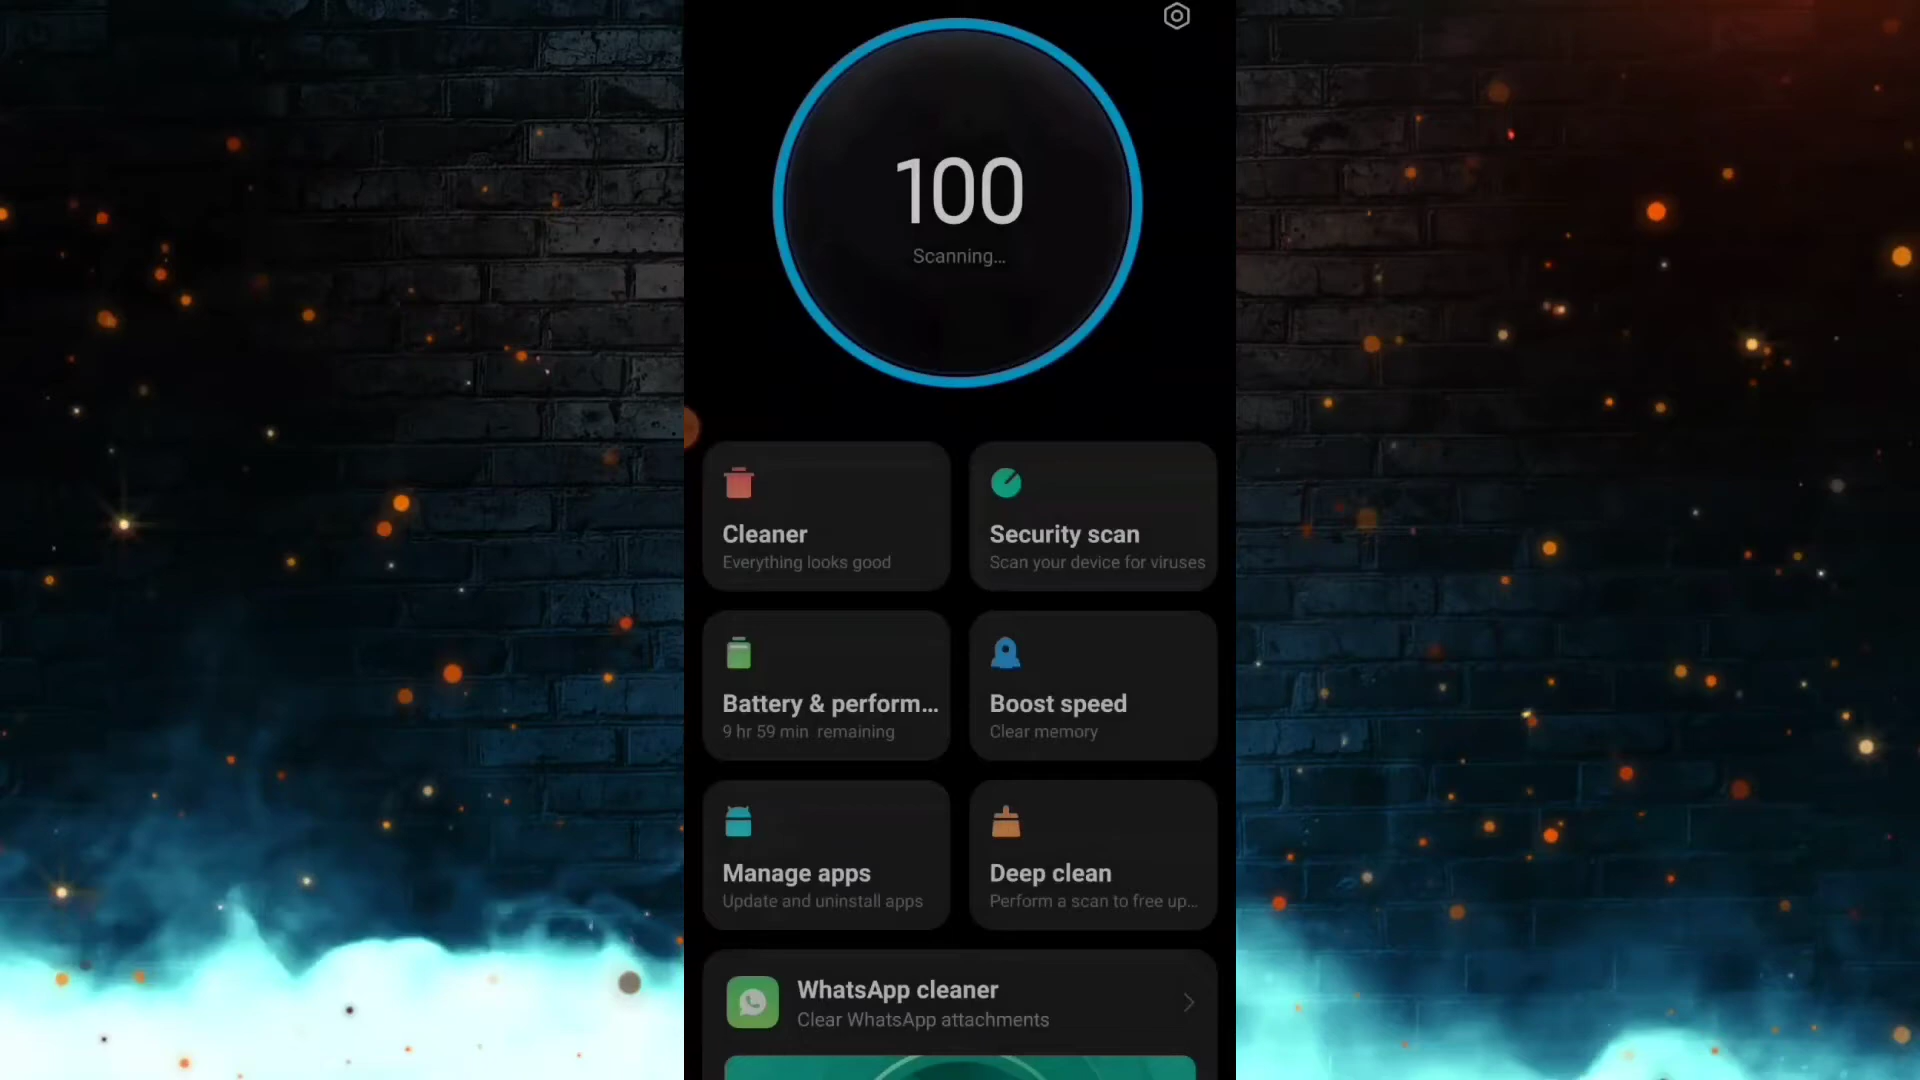 100
Scanning...
Cleaner
Everything looks good
Security scan
Scan your device for viruses
Battery & perform...
9 hr 59 min remaining
Boost speed
Clear memory
Manage apps
Update and uninstall apps
Deep clean
Perform a scan to free up...
WhatsApp cleaner
Clear WhatsApp attachments